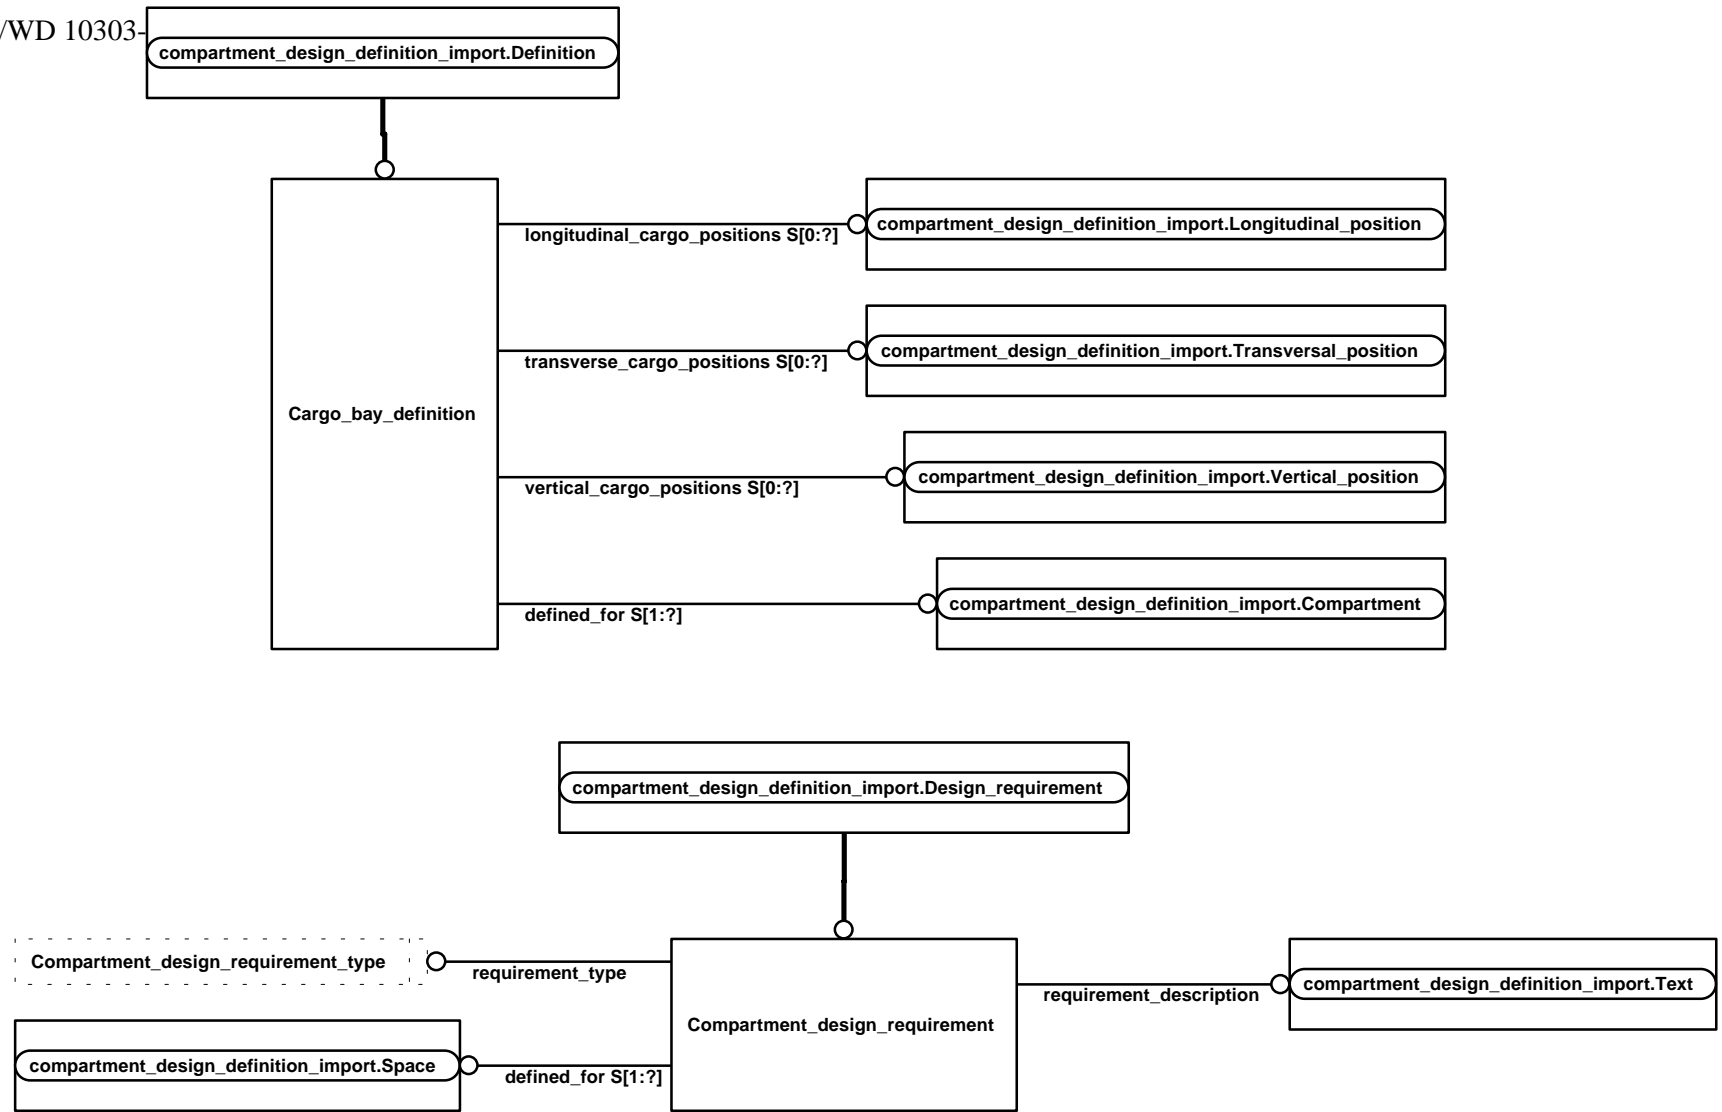 /WD 10303-
compartment_design_definition_import.Definition
longitudinal_cargo_positions S[0:?]
compartment_design_definition_import.Longitudinal_position
transverse_cargo_positions S[0:?]
compartment_design_definition_import.Transversal_position
Cargo_bay_definition
vertical_cargo_positions S[0:?]
compartment_design_definition_import.Vertical_position
defined_for S[1:?]
compartment_design_definition_import.Compartment
compartment_design_definition_import.Design_requirement
Compartment_design_requirement_type
requirement_type
requirement_description
compartment_design_definition_import.Text
Compartment_design_requirement
compartment_design_definition_import.Space
defined_for S[1:?]